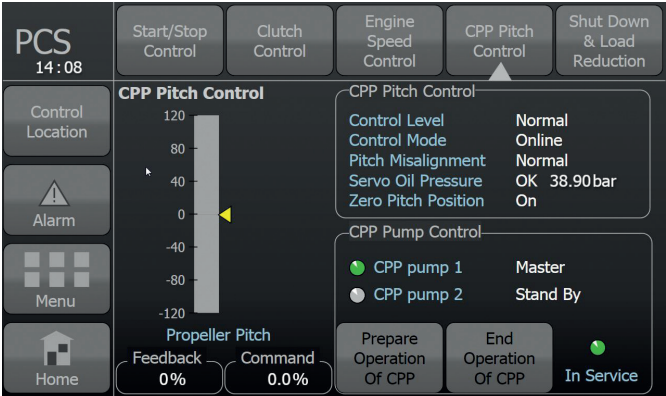 PCS
14:08
Start/Stop
Control
Clutch
Control
Engine
Speed
Control
CPP Pitch
Control
Shut Down
& Load
Reduction
Control
Location
Alarm
Menu
Home
CPP Pitch Control
120
80
40
0
-40
-80
-120
Propeller Pitch
Feedback
0%
Command
0.0%
CPP Pitch Control
Control Level Normal
Control Mode Online
Pitch Misalignment Normal
Servo Oil Pressure OK 38.90 bar
Zero Pitch Position On
CPP Pump Control
CPP pump 1 Master
CPP pump 2 Stand By
Prepare
Operation
Of CPP
End
Operation
Of CPP
In Service